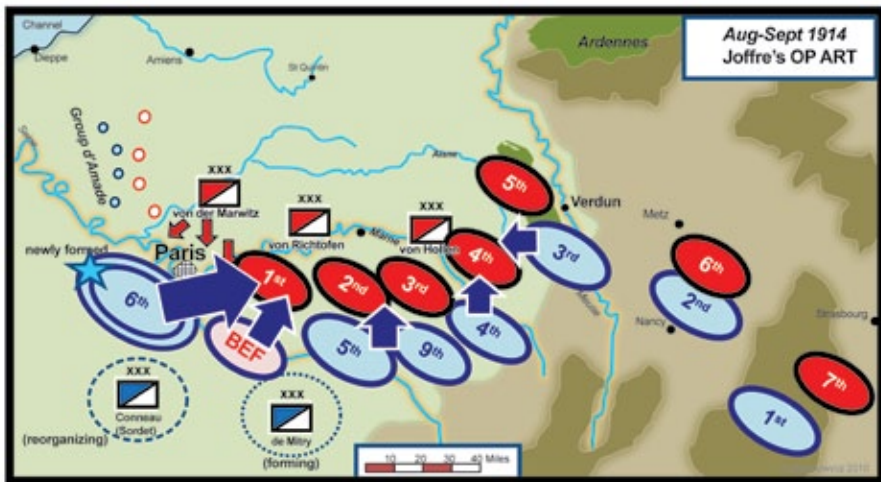 Channel
Dieppe
Amiens
St Quintin
Ardennes
Aug-Sept 1914
Joffre's OP ART
Group d'Amade
Seine
Aisne
XXX
von der Marwitz
XXX
von Richtofen
Marne
XXX
von Hollen
5th
Verdun
Metz
newly formed
Paris
6th
1st
2nd
3rd
4th
3rd
Meuse
6th
2nd
Nancy
Strasbourg
BEF
5th
9th
4th
7th
1st
XXX
Conneau
(Sordet)
(reorganizing)
XXX
de Mitry
(forming)
10 20 30 40 Miles